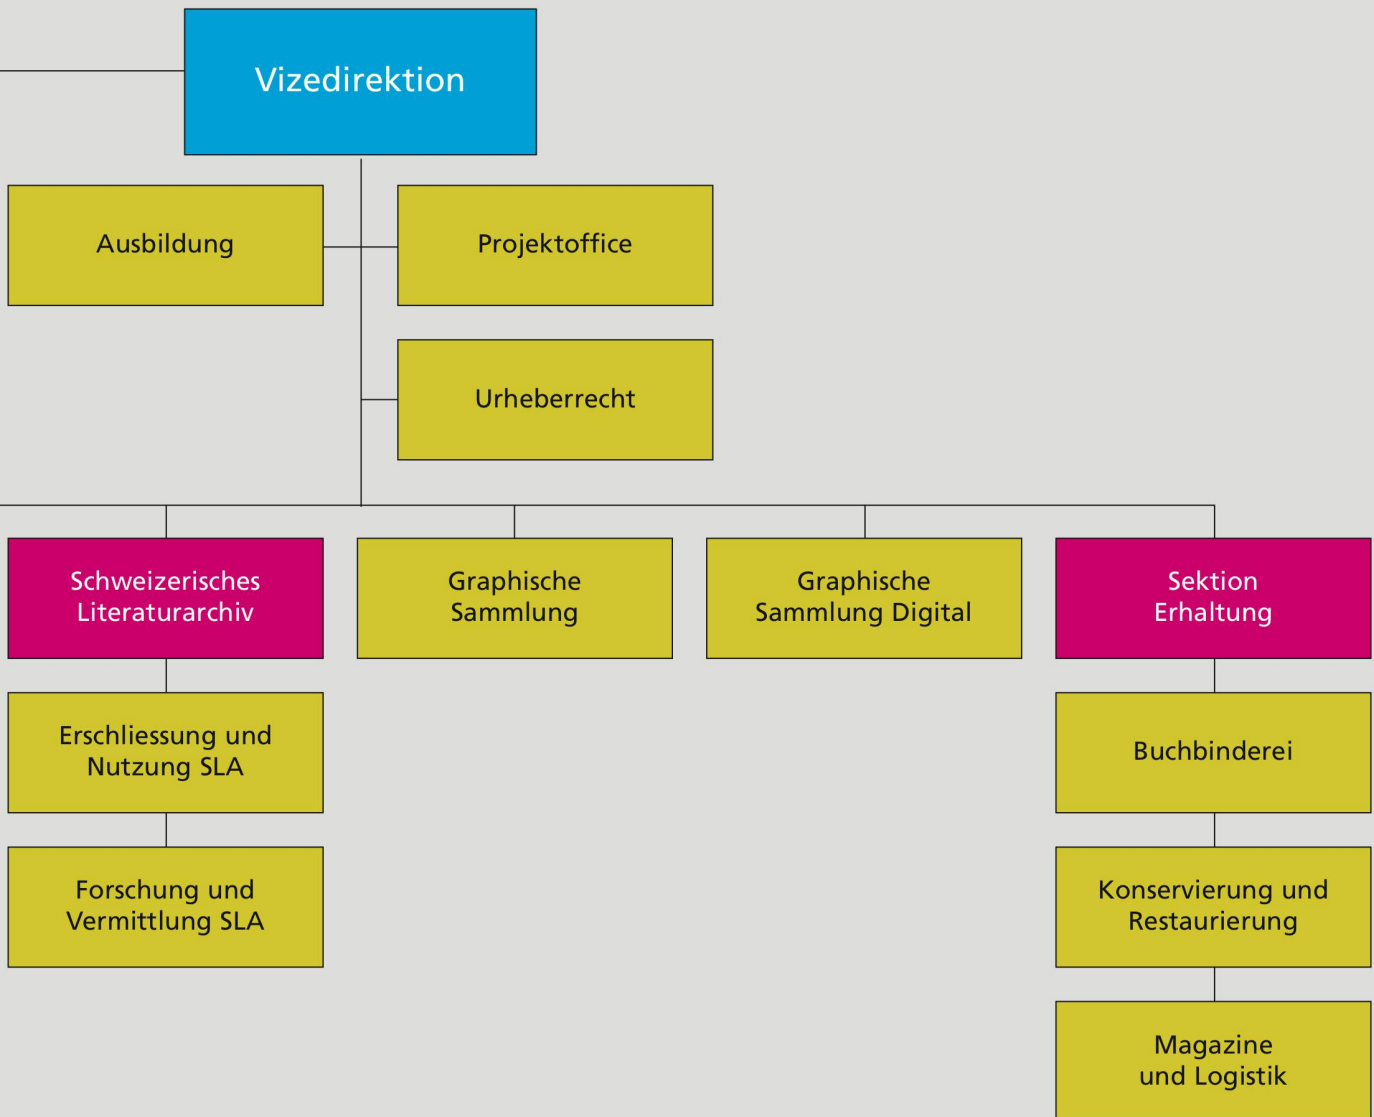 Vizedirektion
Ausbildung
Projektoffice
Urheberrecht
Schweizerisches
Literaturarchiv
Graphische
Sammlung
Graphische
Sammlung Digital
Sektion
Erhaltung
Erschliessung und
Nutzung SLA
Buchbinderei
Forschung und
Vermittlung SLA
Konservierung und
Restaurierung
Magazine
und Logistik